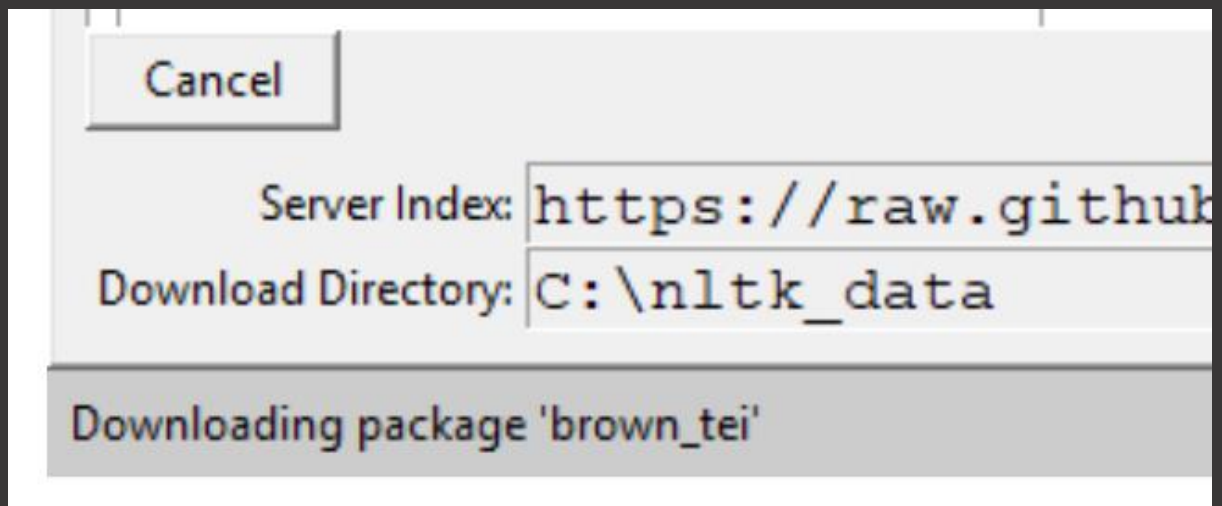 Cancel
Server Index: https://raw.github
Download Directory: C:\nltk_data
Downloading package 'brown_tei'